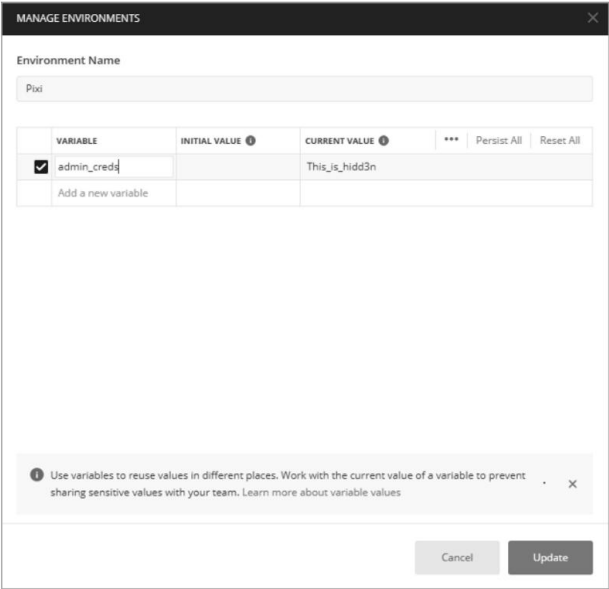 MANAGE ENVIRONMENTS
Environment Name
Pixi
VARIABLE INITIAL VALUE CURRENT VALUE ••• Persist All Reset All
admin_creds This_is_hidd3n
Add a new variable
Use variables to reuse values in different places. Work with the current value of a variable to prevent
sharing sensitive values with your team. Learn more about variable values
Cancel Update